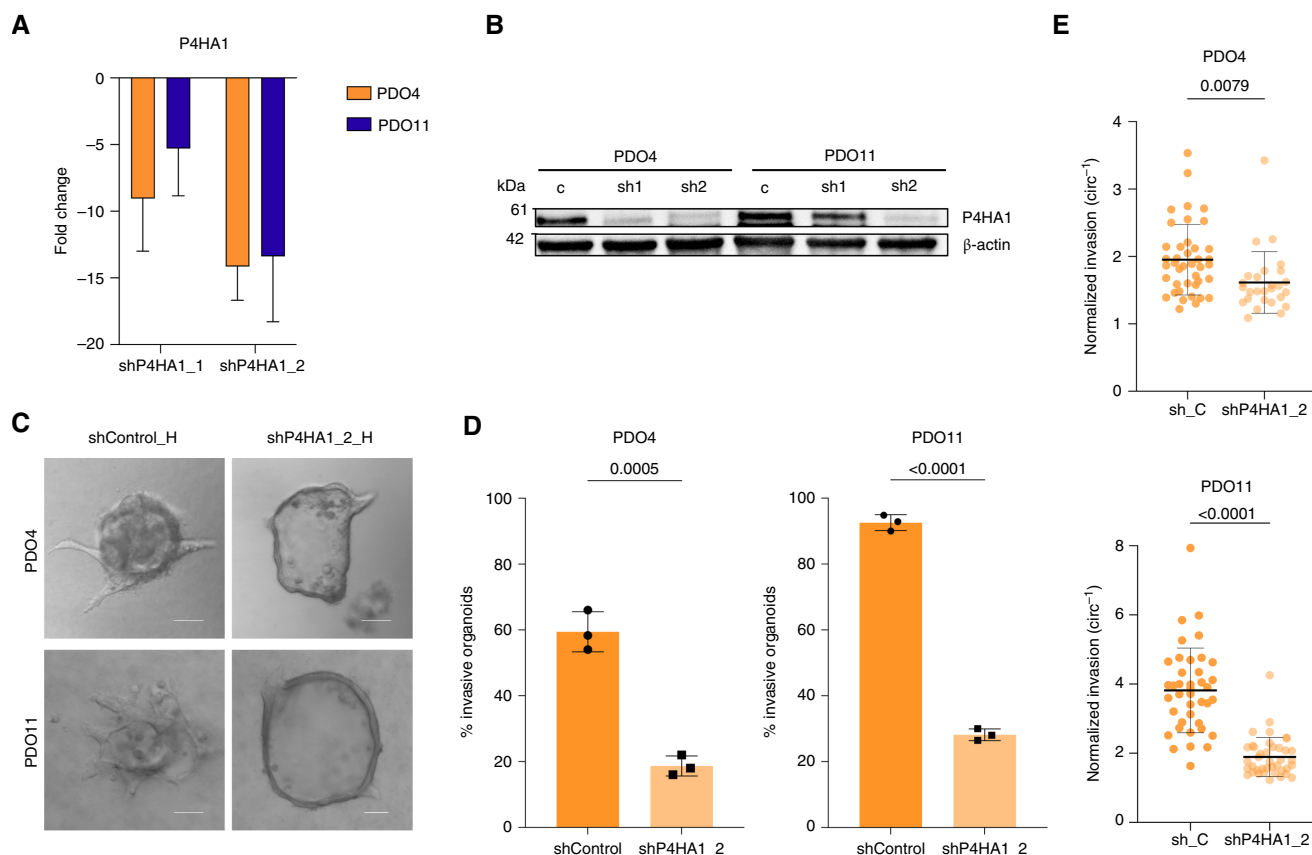 A
P4HA1
0
−5
−10
−15
−20
Fold change
shP4HA1_1
shP4HA1_2
PDO4
PDO11
B
PDO4
PDO11
kDa
c
sh1
sh2
c
sh1
sh2
61
P4HA1
42
β-actin
C
shControl_H
shP4HA1_2_H
PDO4
PDO11
D
PDO4
0.0005
100
80
60
40
20
0
% invasive organoids
shControl
shP4HA1_2
PDO11
<0.0001
100
80
60
40
20
0
% invasive organoids
shControl
shP4HA1_2
E
PDO4
0.0079
4
3
2
1
0
Normalized invasion (circ⁻¹)
sh_C
shP4HA1_2
PDO11
<0.0001
8
6
4
2
0
Normalized invasion (circ⁻¹)
sh_C
shP4HA1_2